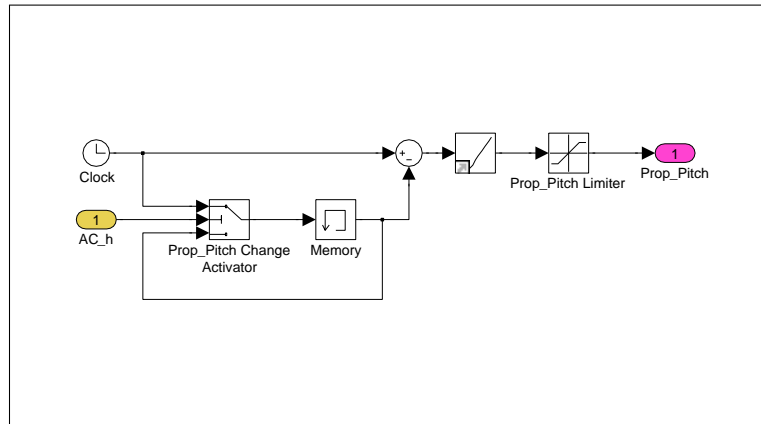 Clock
1
AC_h
Prop_Pitch Change
Activator
Memory
+
−
Prop_Pitch Limiter
1
Prop_Pitch